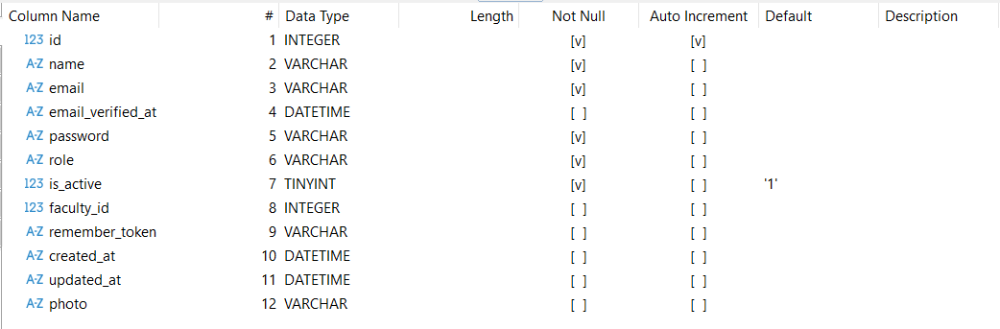 Column Name # Data Type Length Not Null Auto Increment Default Description
123 id 1 INTEGER [v] [v]
A-Z name 2 VARCHAR [v] [ ]
A-Z email 3 VARCHAR [v] [ ]
A-Z email_verified_at 4 DATETIME [ ] [ ]
A-Z password 5 VARCHAR [v] [ ]
A-Z role 6 VARCHAR [v] [ ]
123 is_active 7 TINYINT [v] [ ] '1'
123 faculty_id 8 INTEGER [ ] [ ]
A-Z remember_token 9 VARCHAR [ ] [ ]
A-Z created_at 10 DATETIME [ ] [ ]
A-Z updated_at 11 DATETIME [ ] [ ]
A-Z photo 12 VARCHAR [ ] [ ]